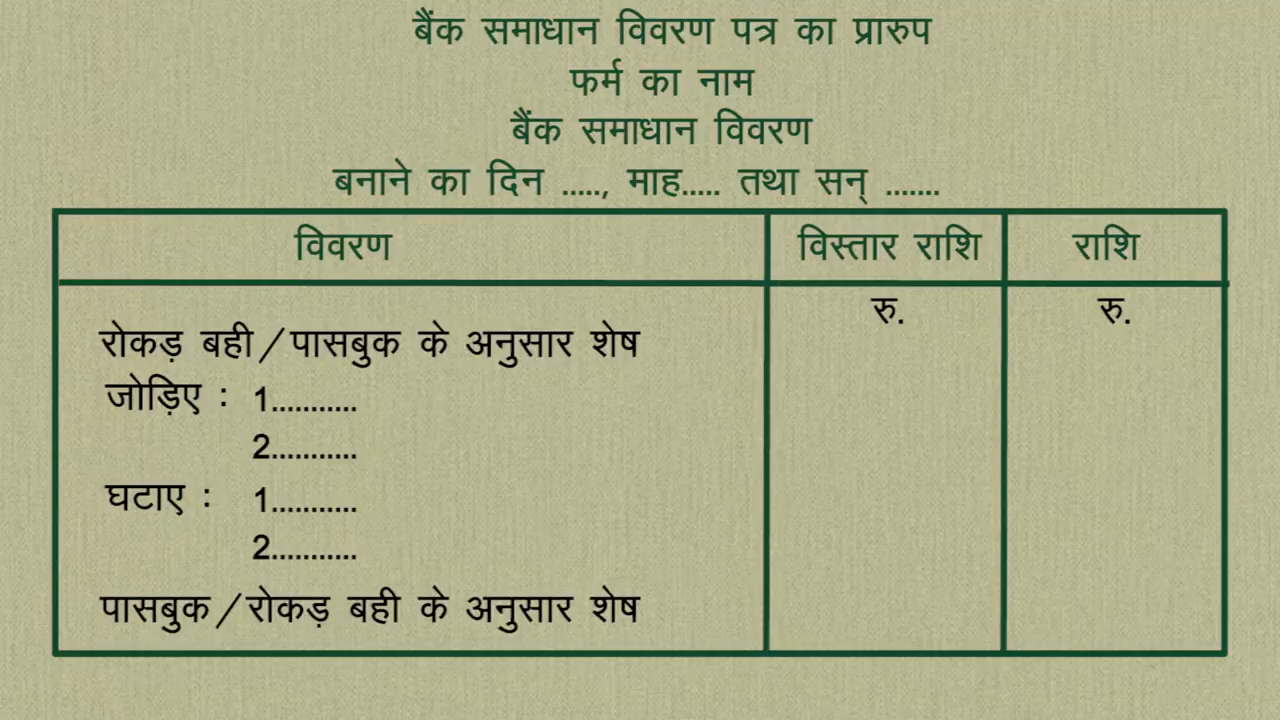 बैंक समाधान विवरण पत्र का प्रारुप
फर्म का नाम
बैंक समाधान विवरण
बनाने का दिन ....., माह..... तथा सन् .......
विवरण विस्तार राशि राशि
रु. रु.
रोकड़ बही/पासबुक के अनुसार शेष
जोड़िए : 1...........
2...........
घटाए : 1...........
2...........
पासबुक/रोकड़ बही के अनुसार शेष